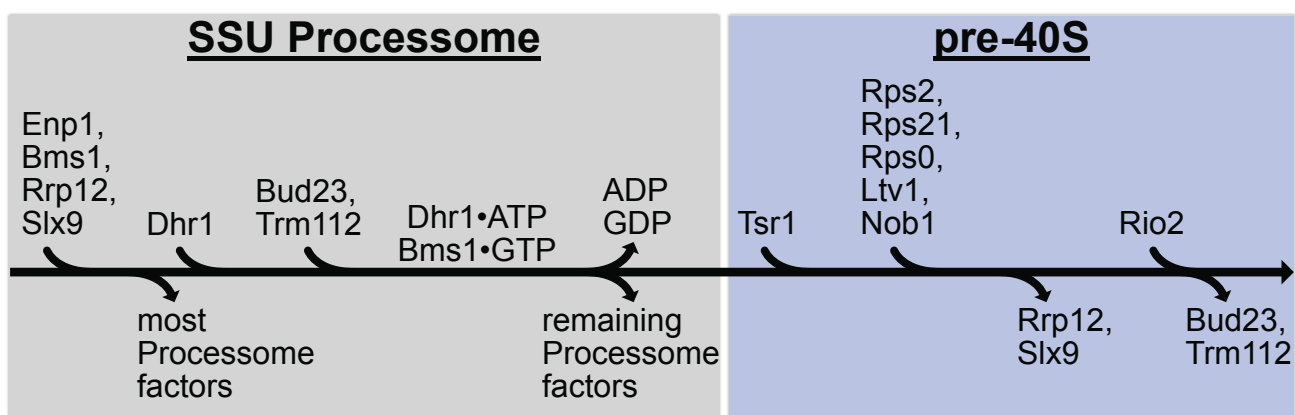 SSU Processome
Enp1,
Bms1,
Rrp12,
Slx9
Dhr1
Bud23,
Trm112
Dhr1•ATP
Bms1•GTP
ADP
GDP
most
Processome
factors
remaining
Processome
factors
pre-40S
Tsr1
Rps2,
Rps21,
Rps0,
Ltv1,
Nob1
Rio2
Rrp12,
Slx9
Bud23,
Trm112